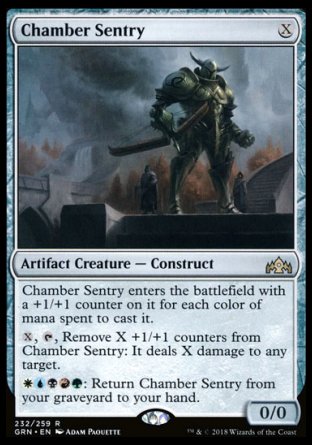 Chamber Sentry X
Artifact Creature — Construct
Chamber Sentry enters the battlefield with
a +1/+1 counter on it for each color of
mana spent to cast it.
X, , Remove X +1/+1 counters from
Chamber Sentry: It deals X damage to any
target.
: Return Chamber Sentry from
your graveyard to your hand.
0/0
232/259 R
GRN • EN Adam Paquette
™ & © 2018 Wizards of the Coast